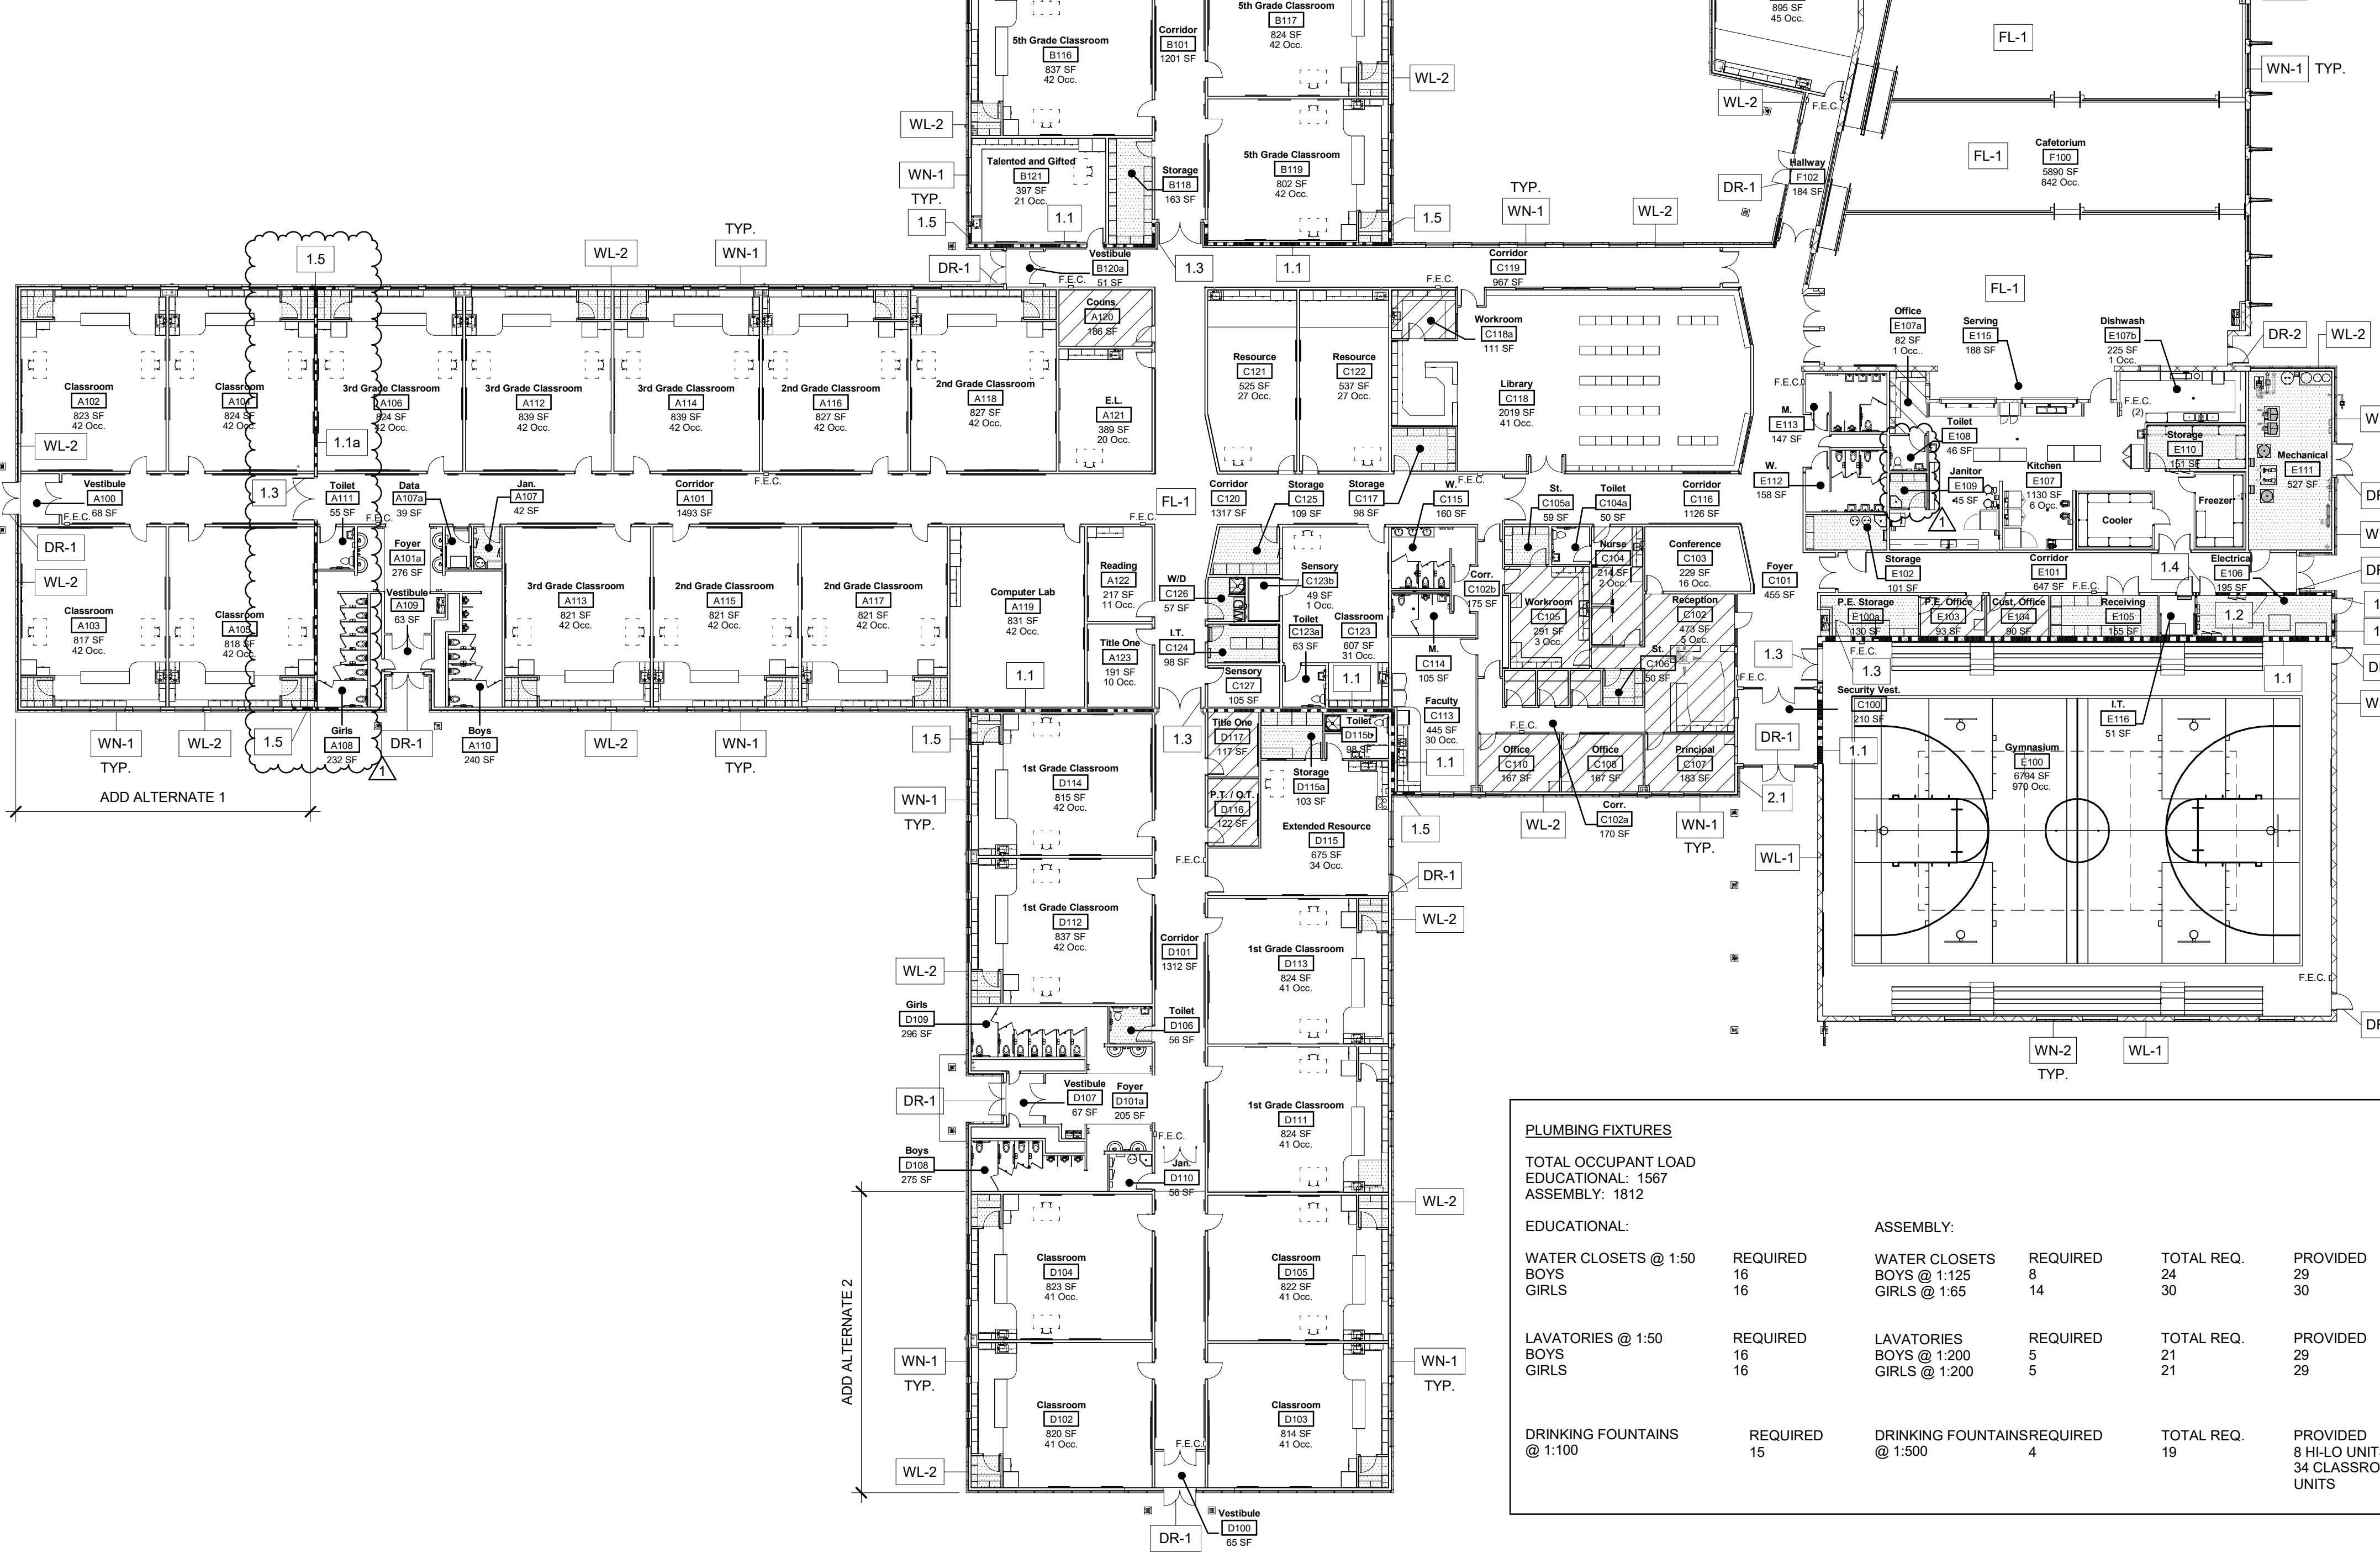 895 SF
45 Occ.
FL-1
WN-1 TYP.
5th Grade Classroom
B117
824 SF
42 Occ.
Corridor
B101
1201 SF
5th Grade Classroom
B116
837 SF
42 Occ.
WL-2
WL-2
F.E.C.
WL-2
Talented and Gifted
B121
397 SF
21 Occ.
WN-1
TYP.
1.5
1.1
Storage
B118
163 SF
5th Grade Classroom
B119
802 SF
42 Occ.
1.5
TYP.
WN-1
WL-2
DR-1
Hallway
F102
184 SF
FL-1
Cafetorium
F100
5890 SF
842 Occ.
1.5
WL-2
TYP.
WN-1
DR-1
Vestibule
B120a
51 SF
F.E.C.
1.3
1.1
F.E.C.
Corridor
C119
967 SF
FL-1
Classroom
A102
823 SF
42 Occ.
WL-2
Classroom
A104
824 SF
42 Occ.
3rd Grade Classroom
A106
824 SF
42 Occ.
1.1a
3rd Grade Classroom
A112
839 SF
42 Occ.
3rd Grade Classroom
A114
839 SF
42 Occ.
2nd Grade Classroom
A116
827 SF
42 Occ.
2nd Grade Classroom
A118
827 SF
42 Occ.
Couns.
A120
186 SF
E.L.
A121
389 SF
20 Occ.
Resource
C121
525 SF
27 Occ.
Resource
C122
537 SF
27 Occ.
Workroom
C118a
111 SF
Library
C118
2019 SF
41 Occ.
Office
E107a
82 SF
1 Occ..
Serving
E115
188 SF
Dishwash
E107b
225 SF
1 Occ.
DR-2
WL-2
F.E.C.
M.
E113
147 SF
W.
E112
158 SF
Toilet
E108
46 SF
Janitor
E109
45 SF
Kitchen
E107
1130 SF
6 Occ.
F.E.C.
(2)
Storage
E110
151 SF
Mechanical
E111
527 SF
Cooler
Freezer
1
Vestibule
A100
68 SF
F.E.C.
1.3
Toilet
A111
55 SF
F.E.C.
Data
A107a
39 SF
Jan.
A107
42 SF
Corridor
A101
1493 SF
F.E.C.
F.E.C.
FL-1
Corridor
C120
1317 SF
Storage
C125
109 SF
Storage
C117
98 SF
F.E.C.
W.
C115
160 SF
St.
C105a
59 SF
Toilet
C104a
50 SF
Corridor
C116
1126 SF
DR-1
WL-2
Classroom
A103
817 SF
42 Occ.
Classroom
A105
818 SF
42 Occ.
Foyer
A101a
276 SF
Vestibule
A109
63 SF
3rd Grade Classroom
A113
821 SF
42 Occ.
2nd Grade Classroom
A115
821 SF
42 Occ.
2nd Grade Classroom
A117
821 SF
42 Occ.
Computer Lab
A119
831 SF
42 Occ.
1.1
Reading
A122
217 SF
11 Occ.
Title One
A123
191 SF
10 Occ.
W/D
C126
57 SF
I.T.
C124
98 SF
Sensory
C123b
49 SF
1 Occ.
Toilet
C123a
63 SF
Classroom
C123
607 SF
31 Occ.
1.1
Sensory
C127
105 SF
M.
C114
105 SF
Corr.
C102b
175 SF
Nurse
C104
214 SF
2 Occ.
Conference
C103
229 SF
16 Occ.
Workroom
C105
291 SF
3 Occ.
Reception
C102
473 SF
5 Occ.
St.
C106
50 SF
Foyer
C101
455 SF
Storage
E102
101 SF
Corridor
E101
647 SF
F.E.C.
1.4
Electrical
E106
195 SF
P.E. Storage
E100a
130 SF
P.E. Office
E103
93 SF
Cust. Office
E104
90 SF
Receiving
E105
155 SF
1.2
1.3
F.E.C.
1.3
1.1
F.E.C.
Security Vest.
C100
210 SF
I.T.
E116
51 SF
WN-1
TYP.
WL-2
1.5
Girls
A108
232 SF
DR-1
1
Boys
A110
240 SF
WL-2
WN-1
TYP.
1.5
1.3
Title One
D117
117 SF
Toilet
D115b
98 SF
Storage
D115a
103 SF
Faculty
C113
445 SF
30 Occ.
1.1
F.E.C.
Office
C110
167 SF
Office
C108
167 SF
Principal
C107
183 SF
DR-1
1.1
Gymnasium
E100
6794 SF
970 Occ.
2.1
ADD ALTERNATE 1
1st Grade Classroom
D114
815 SF
42 Occ.
WN-1
TYP.
P.T. / O.T.
D116
122 SF
Extended Resource
D115
675 SF
34 Occ.
F.E.C.
1.5
WL-2
Corr.
C102a
170 SF
WN-1
TYP.
WL-1
DR-1
WL-2
1st Grade Classroom
D112
837 SF
42 Occ.
Corridor
D101
1312 SF
1st Grade Classroom
D113
824 SF
41 Occ.
WL-2
F.E.C.
Girls
D109
296 SF
Toilet
D106
56 SF
WN-2
TYP.
WL-1
DR-1
Vestibule
D107
67 SF
Foyer
D101a
205 SF
1st Grade Classroom
D111
824 SF
41 Occ.
F.E.C.
Boys
D108
275 SF
Jan.
D110
56 SF
WL-2
ADD ALTERNATE 2
Classroom
D104
823 SF
41 Occ.
Classroom
D105
822 SF
41 Occ.
WN-1
TYP.
WN-1
TYP.
Classroom
D102
820 SF
41 Occ.
Classroom
D103
814 SF
41 Occ.
F.E.C.
WL-2
DR-1
Vestibule
D100
65 SF
PLUMBING FIXTURES
TOTAL OCCUPANT LOAD
EDUCATIONAL: 1567
ASSEMBLY: 1812
EDUCATIONAL: ASSEMBLY:
WATER CLOSETS @ 1:50 REQUIRED WATER CLOSETS REQUIRED TOTAL REQ. PROVIDED
BOYS 16 BOYS @ 1:125 8 24 29
GIRLS 16 GIRLS @ 1:65 14 30 30
LAVATORIES @ 1:50 REQUIRED LAVATORIES REQUIRED TOTAL REQ. PROVIDED
BOYS 16 BOYS @ 1:200 5 21 29
GIRLS 16 GIRLS @ 1:200 5 21 29
DRINKING FOUNTAINS REQUIRED DRINKING FOUNTAINS REQUIRED TOTAL REQ. PROVIDED
@ 1:100 15 @ 1:500 4 19 8 HI-LO UNIT
34 CLASSRO
UNITS